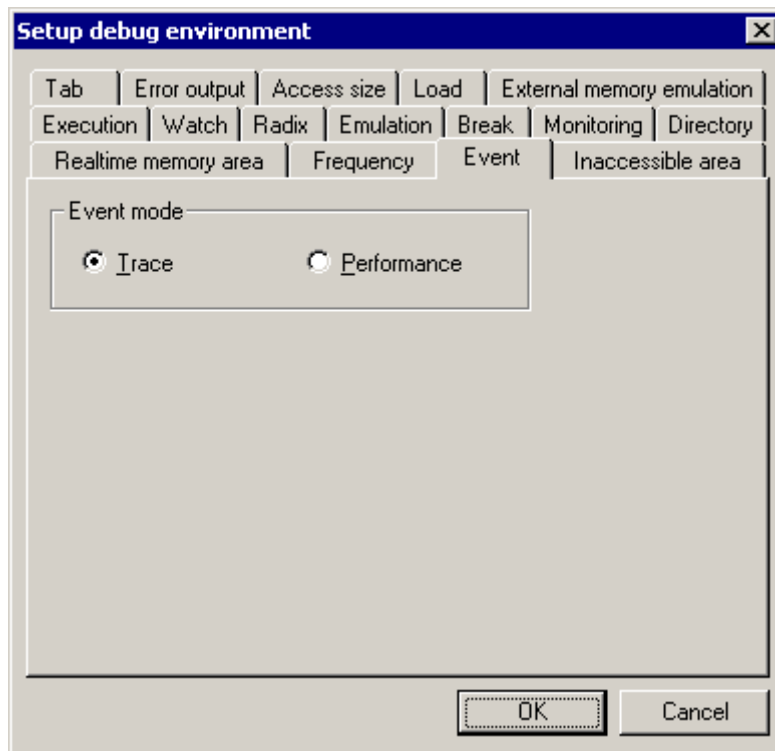 Setup debug environment
Tab Error output Access size Load External memory emulation
Execution Watch Radix Emulation Break Monitoring Directory
Realtime memory area Frequency Event Inaccessible area
Event mode
Trace Performance
OK Cancel